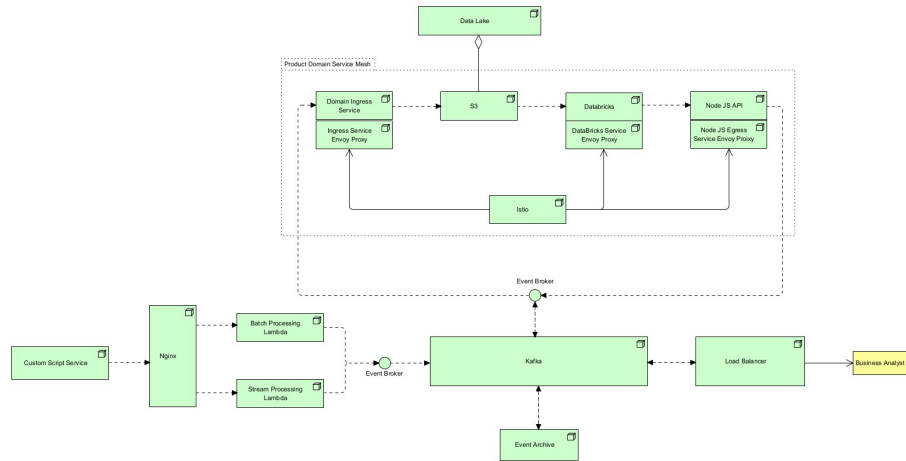 Data Lake
Product Domain Service Mesh
Domain Ingress
Service
S3
Databricks
Node JS API
Ingress Service
Envoy Proxy
DataBricks Service
Envoy Proxy
Node JS Egress
Service Envoy Proixy
Istio
Event Broker
Custom Script Service
Nginx
Batch Processing
Lambda
Stream Processing
Lambda
Event Broker
Kafka
Load Balancer
Business Analyst
Event Archive